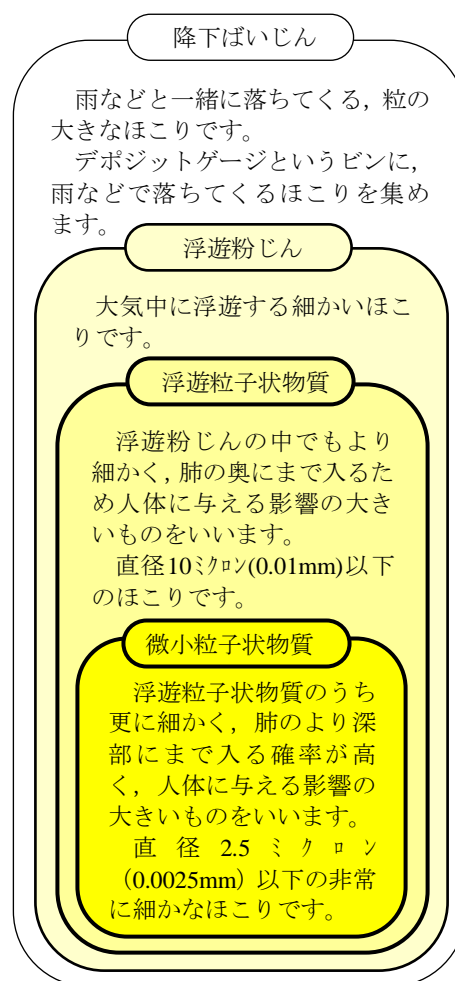 降下ばいじん
雨などと一緒に落ちてくる，粒の
大きなほこりです。
デポジットゲージというビンに，
雨などで落ちてくるほこりを集め
ます。
浮遊粉じん
大気中に浮遊する細かいほこ
りです。
浮遊粒子状物質
浮遊粉じんの中でもより
細かく，肺の奥にまで入るた
め人体に与える影響の大き
いものをいいます。
直径10ﾐｸﾛﾝ(0.01mm)以下
のほこりです。
微小粒子状物質
浮遊粒子状物質のうち
更に細かく，肺のより深
部にまで入る確率が高
く，人体に与える影響の
大きいものをいいます。
直径 2.5 ミクロン
（0.0025mm）以下の非常
に細かなほこりです。